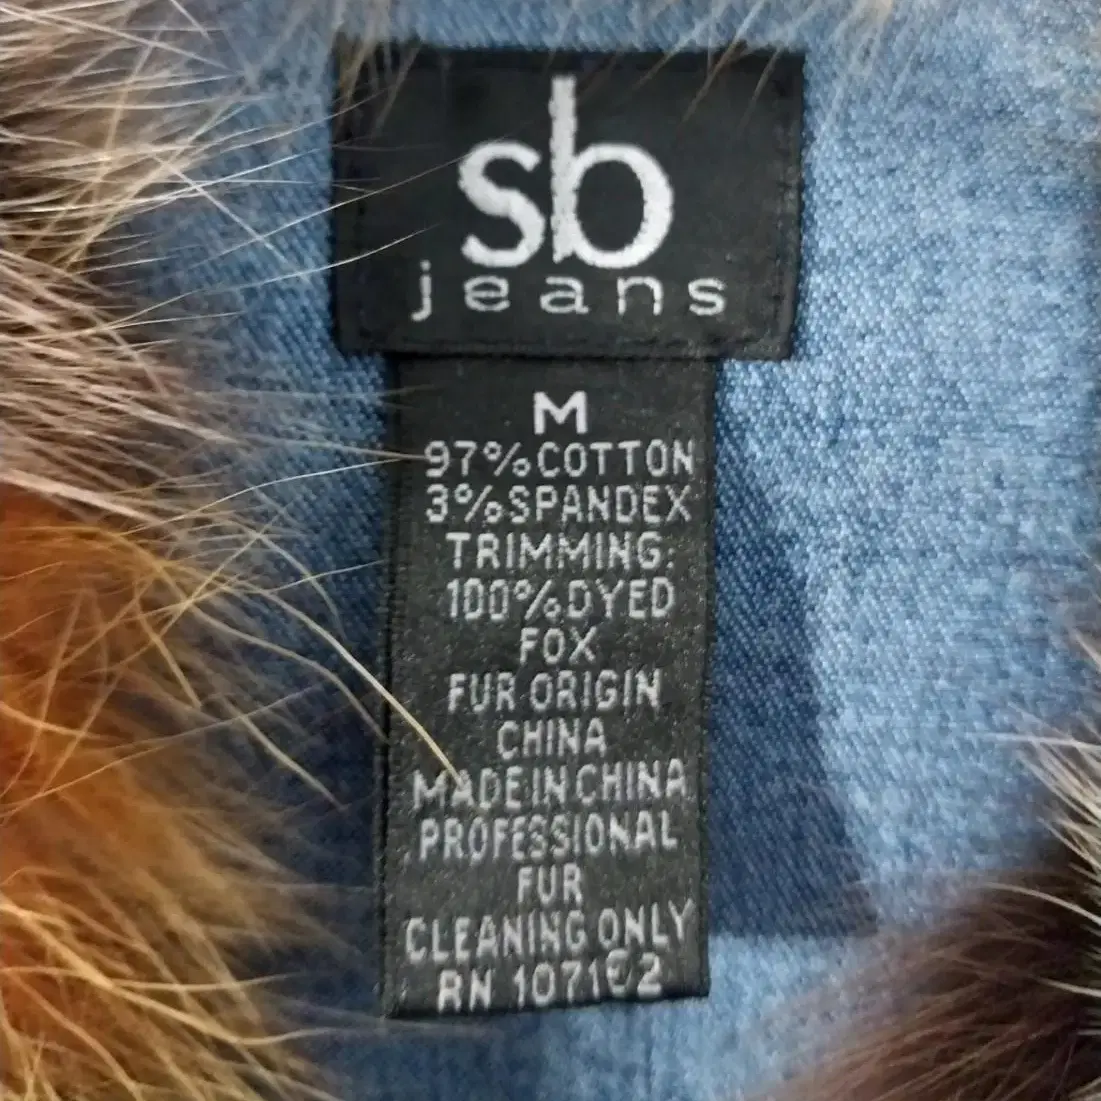 sb
jeans
M
97%COTTON
3%SPANDEX
TRIMMING:
100%DYED
FOX
FUR ORIGIN
CHINA
MADE IN CHINA
PROFESSIONAL
FUR
CLEANING ONLY
RN